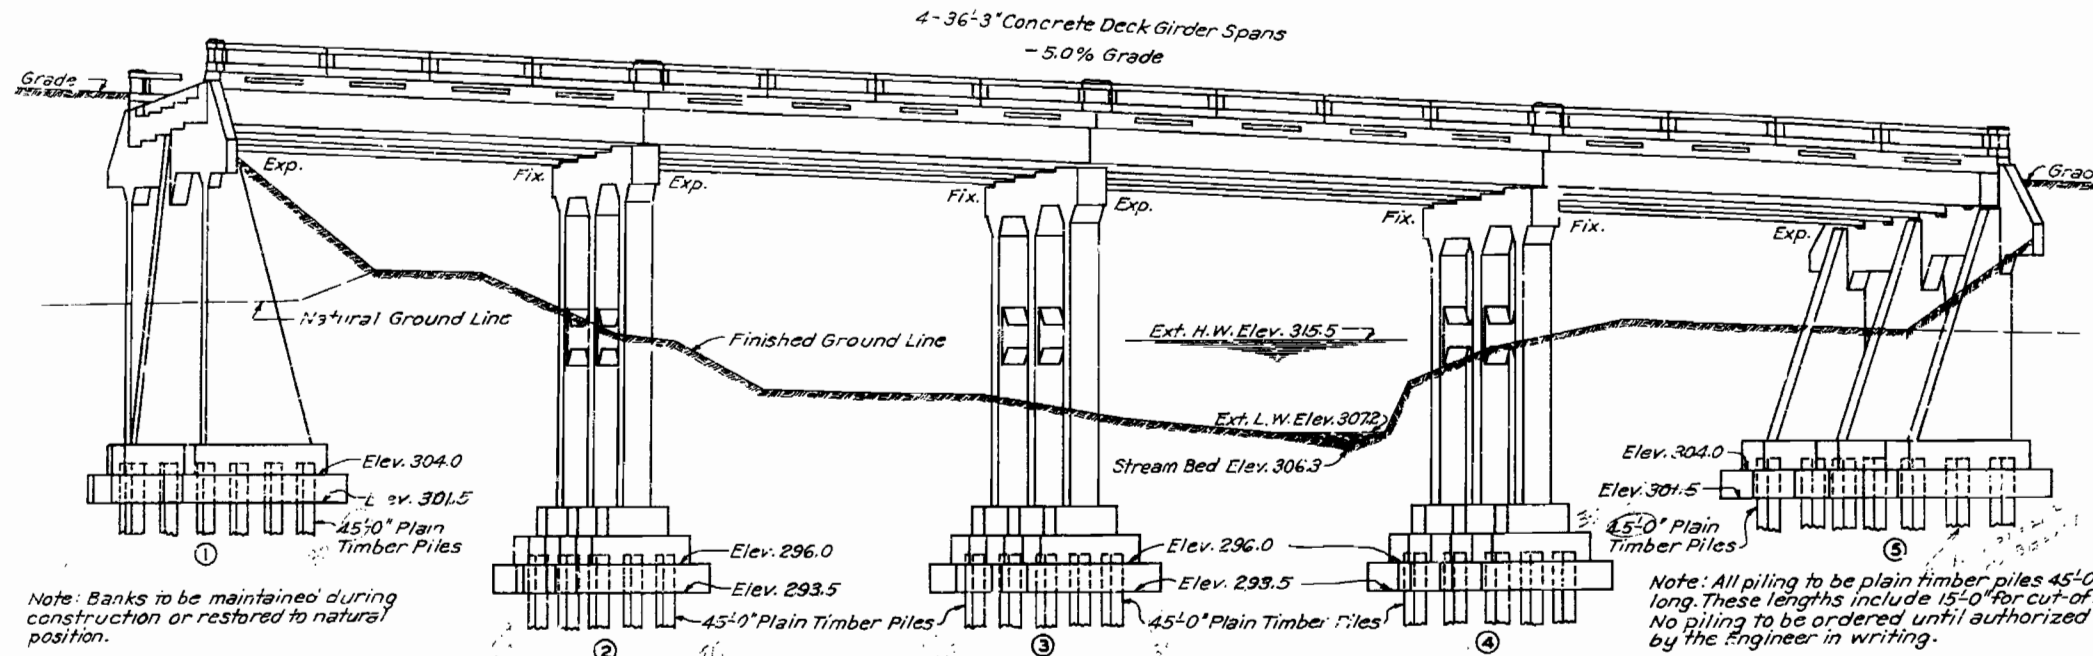 4-36'-3" Concrete Deck Girder Spans
-5.0% Grade
Grade
Exp.
Fix.
Exp.
Fix.
Exp.
Fix.
Fix.
Exp.
Grad
Natural Ground Line
Finished Ground Line
Ext. H.W. Elev. 315.5
Ext. L.W. Elev. 307.2
Stream Bed Elev. 306.3
Elev. 304.0
Elev. 301.5
45'-0" Plain
Timber Piles
①
Elev. 296.0
Elev. 293.5
45'-0" Plain Timber Piles
②
Elev. 296.0
Elev. 293.5
45'-0" Plain Timber Piles
③
④
Elev. 304.0
Elev. 301.5
45'-0" Plain
Timber Piles
⑤
Note: Banks to be maintained during
construction or restored to natural
position.
Note: All piling to be plain timber piles 45'-0
long. These lengths include 15'-0" for cut-of
No piling to be ordered until authorized
by the Engineer in writing.